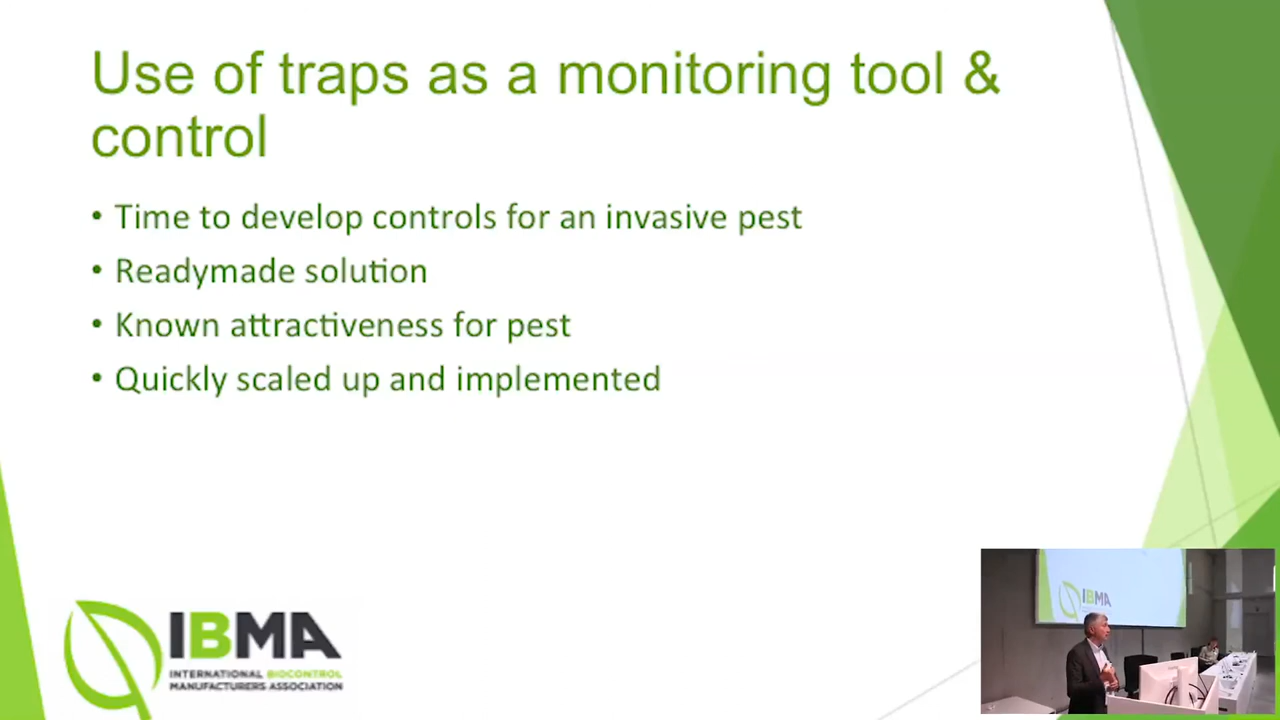 Use of traps as a monitoring tool &
control
• Time to develop controls for an invasive pest
• Readymade solution
• Known attractiveness for pest
• Quickly scaled up and implemented
IBMA
INTERNATIONAL BIOCONTROL
MANUFACTURERS ASSOCIATION
IBMA